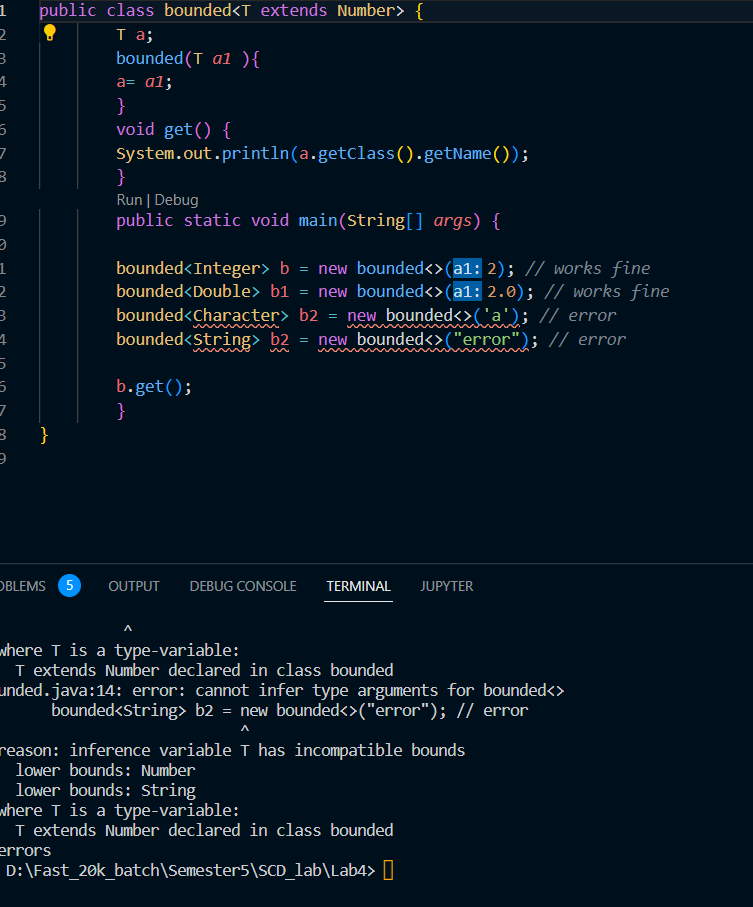 1 public class bounded<T extends Number> {
2 T a;
3 bounded(T a1 ){
4 a= a1;
5 }
6 void get() {
7 System.out.println(a.getClass().getName());
8 }
Run | Debug
9 public static void main(String[] args) {
0
1 bounded<Integer> b = new bounded<>(a1: 2); // works fine
2 bounded<Double> b1 = new bounded<>(a1: 2.0); // works fine
3 bounded<Character> b2 = new bounded<>('a'); // error
4 bounded<String> b2 = new bounded<>("error"); // error
5
6 b.get();
7 }
8 }
9
OBLEMS 5 OUTPUT DEBUG CONSOLE TERMINAL JUPYTER
^
where T is a type-variable:
T extends Number declared in class bounded
unded.java:14: error: cannot infer type arguments for bounded<>
bounded<String> b2 = new bounded<>("error"); // error
^
reason: inference variable T has incompatible bounds
lower bounds: Number
lower bounds: String
where T is a type-variable:
T extends Number declared in class bounded
errors
D:\Fast_20k_batch\Semester5\SCD_lab\Lab4>